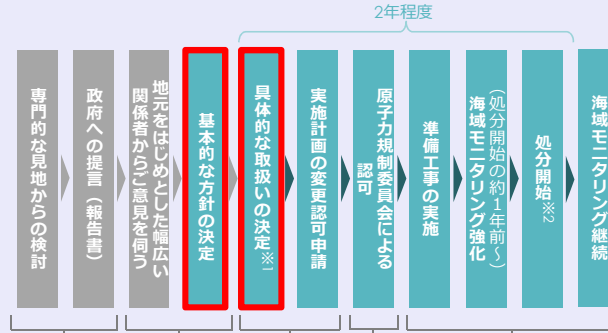 2年程度
専門的な見地からの検討
政府への提言（報告書）
地元をはじめとした幅広い
関係者からご意見を伺う
基本的な方針の決定
具体的な取扱いの決定※1
実施計画の変更認可申請
原子力規制委員会による
認可
準備工事の実施
（処分開始の約１年前～）
海域モニタリング強化
処分開始※2
海域モニタリング継続